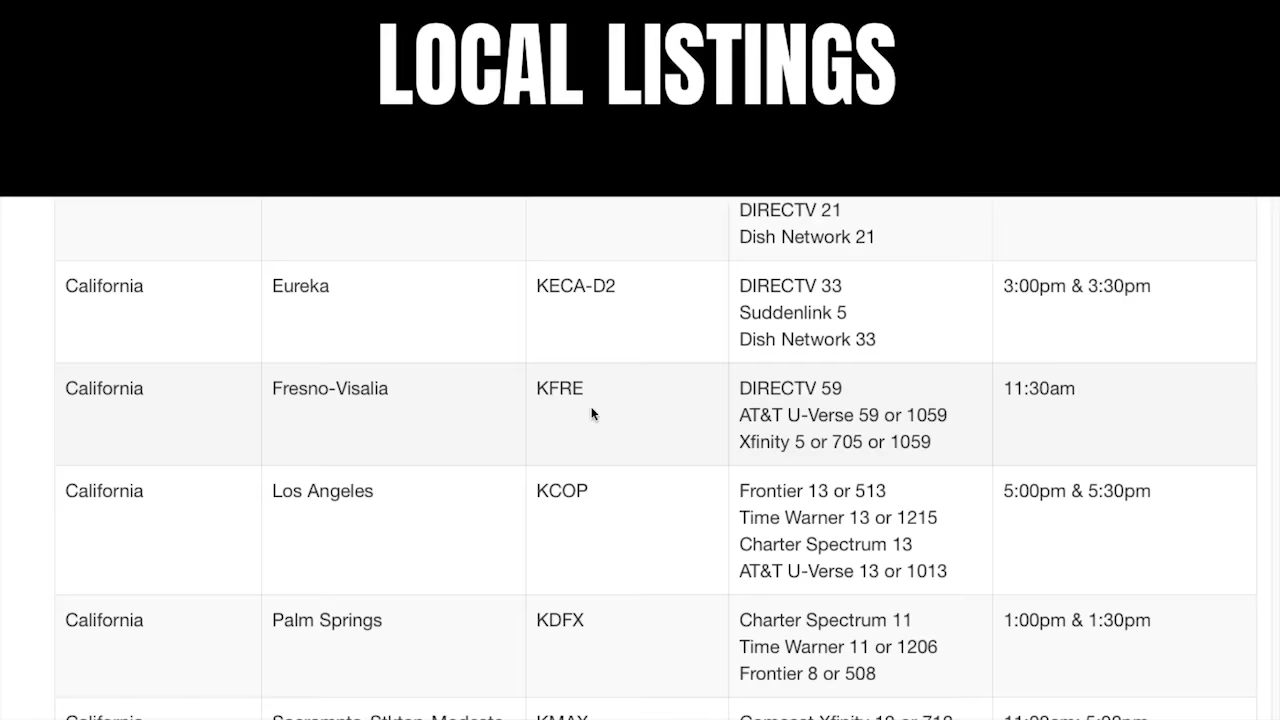 LOCAL LISTINGS
DIRECTV 21
Dish Network 21
California Eureka KECA-D2 DIRECTV 33 3:00pm & 3:30pm
Suddenlink 5
Dish Network 33
California Fresno-Visalia KFRE DIRECTV 59 11:30am
AT&T U-Verse 59 or 1059
Xfinity 5 or 705 or 1059
California Los Angeles KCOP Frontier 13 or 513 5:00pm & 5:30pm
Time Warner 13 or 1215
Charter Spectrum 13
AT&T U-Verse 13 or 1013
California Palm Springs KDFX Charter Spectrum 11 1:00pm & 1:30pm
Time Warner 11 or 1206
Frontier 8 or 508